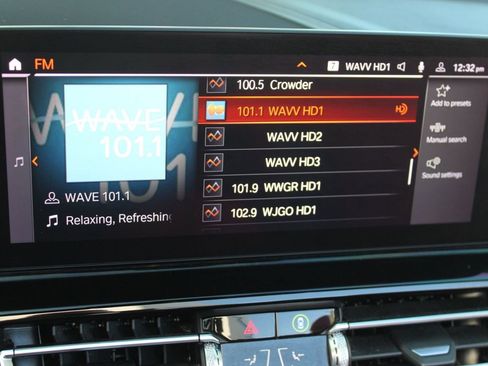 FM
7 WAVV HD1 12:32 pm
100.5 Crowder
101.1 WAVV HD1
WAVV HD2
WAVV HD3
101.9 WWGR HD1
102.9 WJGO HD1
WAVE
101.1
WAVE 101.1
Relaxing, Refreshing
Add to presets
Manual search
Sound settings